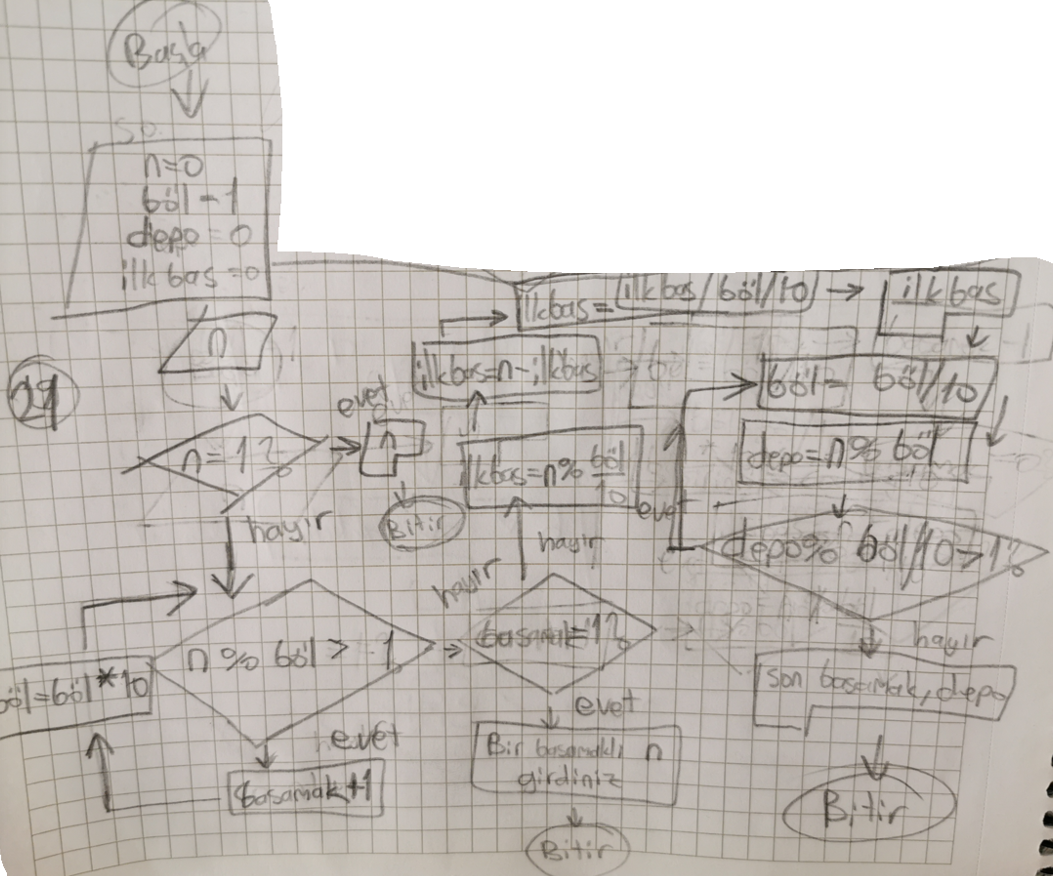 Başla
n=0
böl=1
depo=0
ilkbas=0
n
29
n=1?
evet
n
Bitir
hayır
n % böl > 1
hayır
evet
basamak+1
böl=böl*10
basamak=1?
evet
Bir basamaklı n
girdiniz
Bitir
hayır
ilkbas=n% böl
10
ilkbas=n-ilkbas
ilkbas=(ilkbas/böl/10)
ilkbas
böl= böl/10
depo=n% böl
depo% böl/10>1?
evet
hayır
son basamak, depo
Bitir